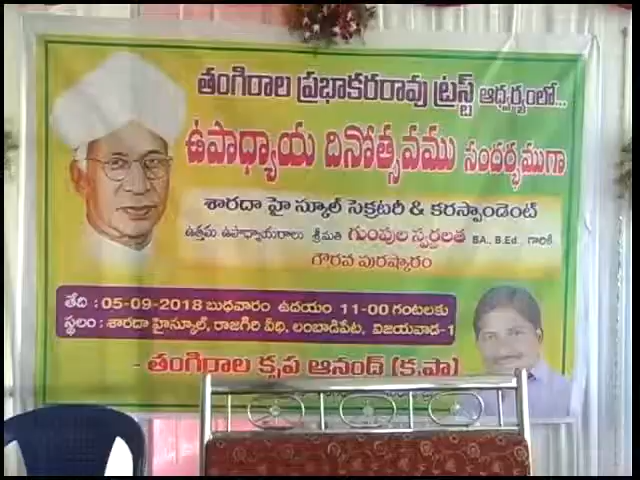 తంగిరాల ప్రభాకరరావు ట్రస్ట్ ఆధ్వర్యంలో...
ఉపాధ్యాయ దినోత్సవము సందర్భముగా
శారదా హై స్కూల్ సెక్రటరీ & కరస్పాండెంట్
ఉత్తమ ఉపాధ్యాయురాలు శ్రీమతి గుంపుల స్వర్ణలత BA., B.Ed. గారికి
గౌరవ పురష్కారం
తేది : 05-09-2018 బుధవారం ఉదయం 11-00 గంటలకు
స్థలం : శారదా హైస్కూల్, రాజగిరి వీధి, లంబాడిపేట, విజయవాడ-1
- తంగిరాల కృప ఆనంద్ (క.పా)